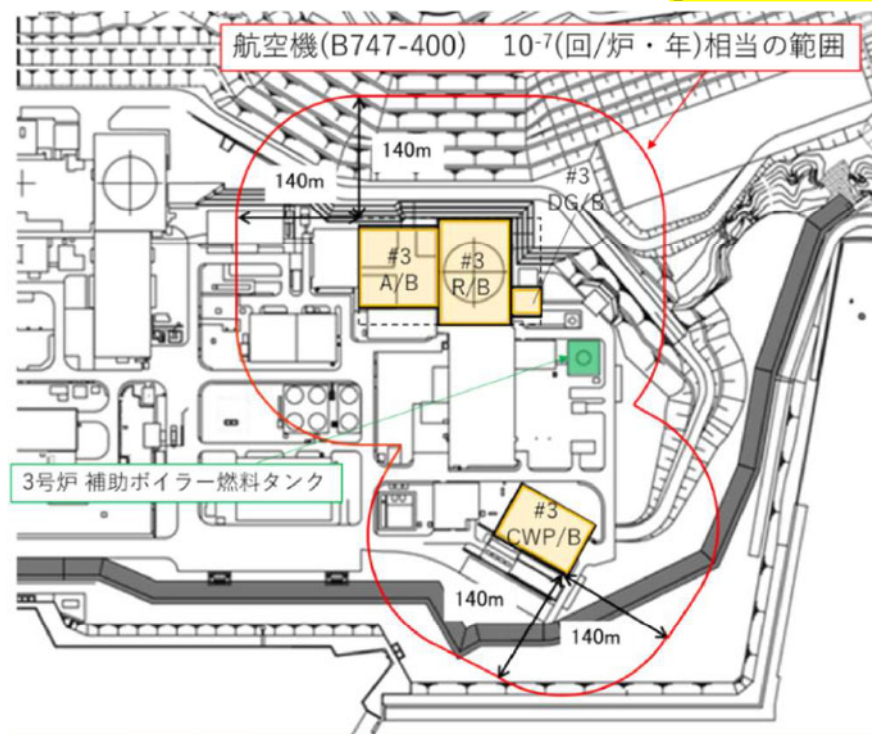 航空機(B747-400) 10⁻⁷(回/炉・年)相当の範囲
140m
140m
#3
DG/B
#3
A/B
#3
R/B
3号炉 補助ボイラー燃料タンク
#3
CWP/B
140m
140m